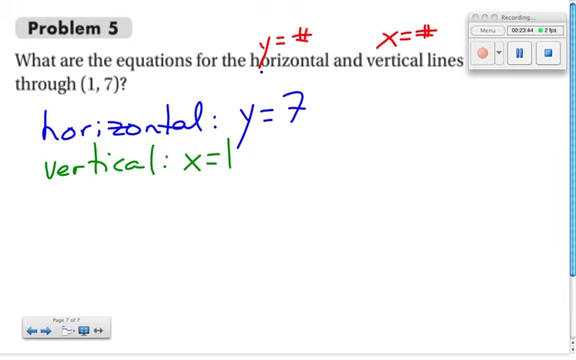 Problem 5
y = # x = #
What are the equations for the horizontal and vertical lines
through (1, 7)?
horizontal: y = 7
vertical: x = 1
Recording...
Menu
00:23:44 2 fps
Page 7 of 7